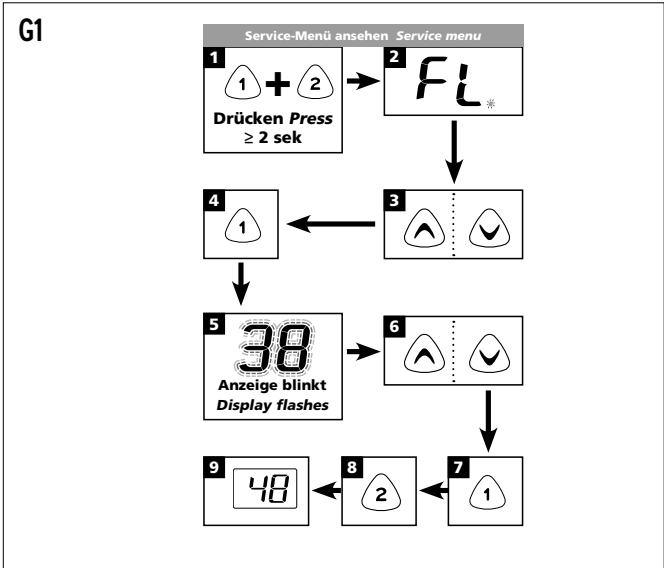 G1
Service-Menü ansehen Service menu
1
1 + 2
Drücken Press
≥ 2 sek
2
FL
3
4
1
5
38
Anzeige blinkt
Display flashes
6
7
1
8
2
9
48